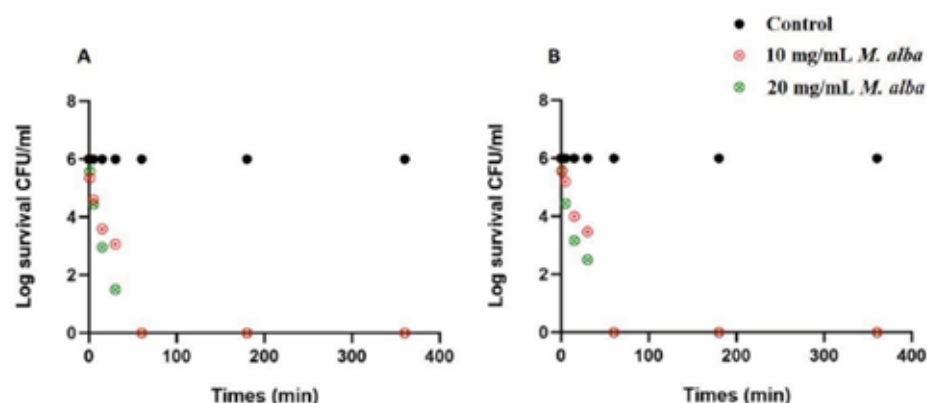 Control
10 mg/mL M. alba
20 mg/mL M. alba
A
B
8
6
4
2
0
Log survival CFU/ml
0 100 200 300 400
Times (min)
8
6
4
2
0
Log survival CFU/ml
0 100 200 300 400
Times (min)